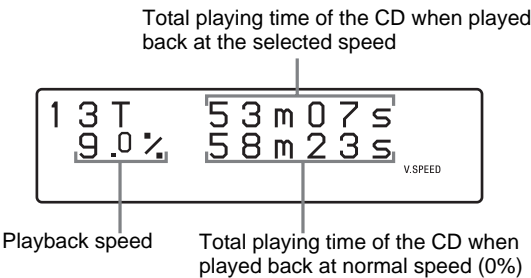 Total playing time of the CD when played
back at the selected speed
13T 53m07s
9.0% 58m23s
V.SPEED
Playback speed
Total playing time of the CD when
played back at normal speed (0%)